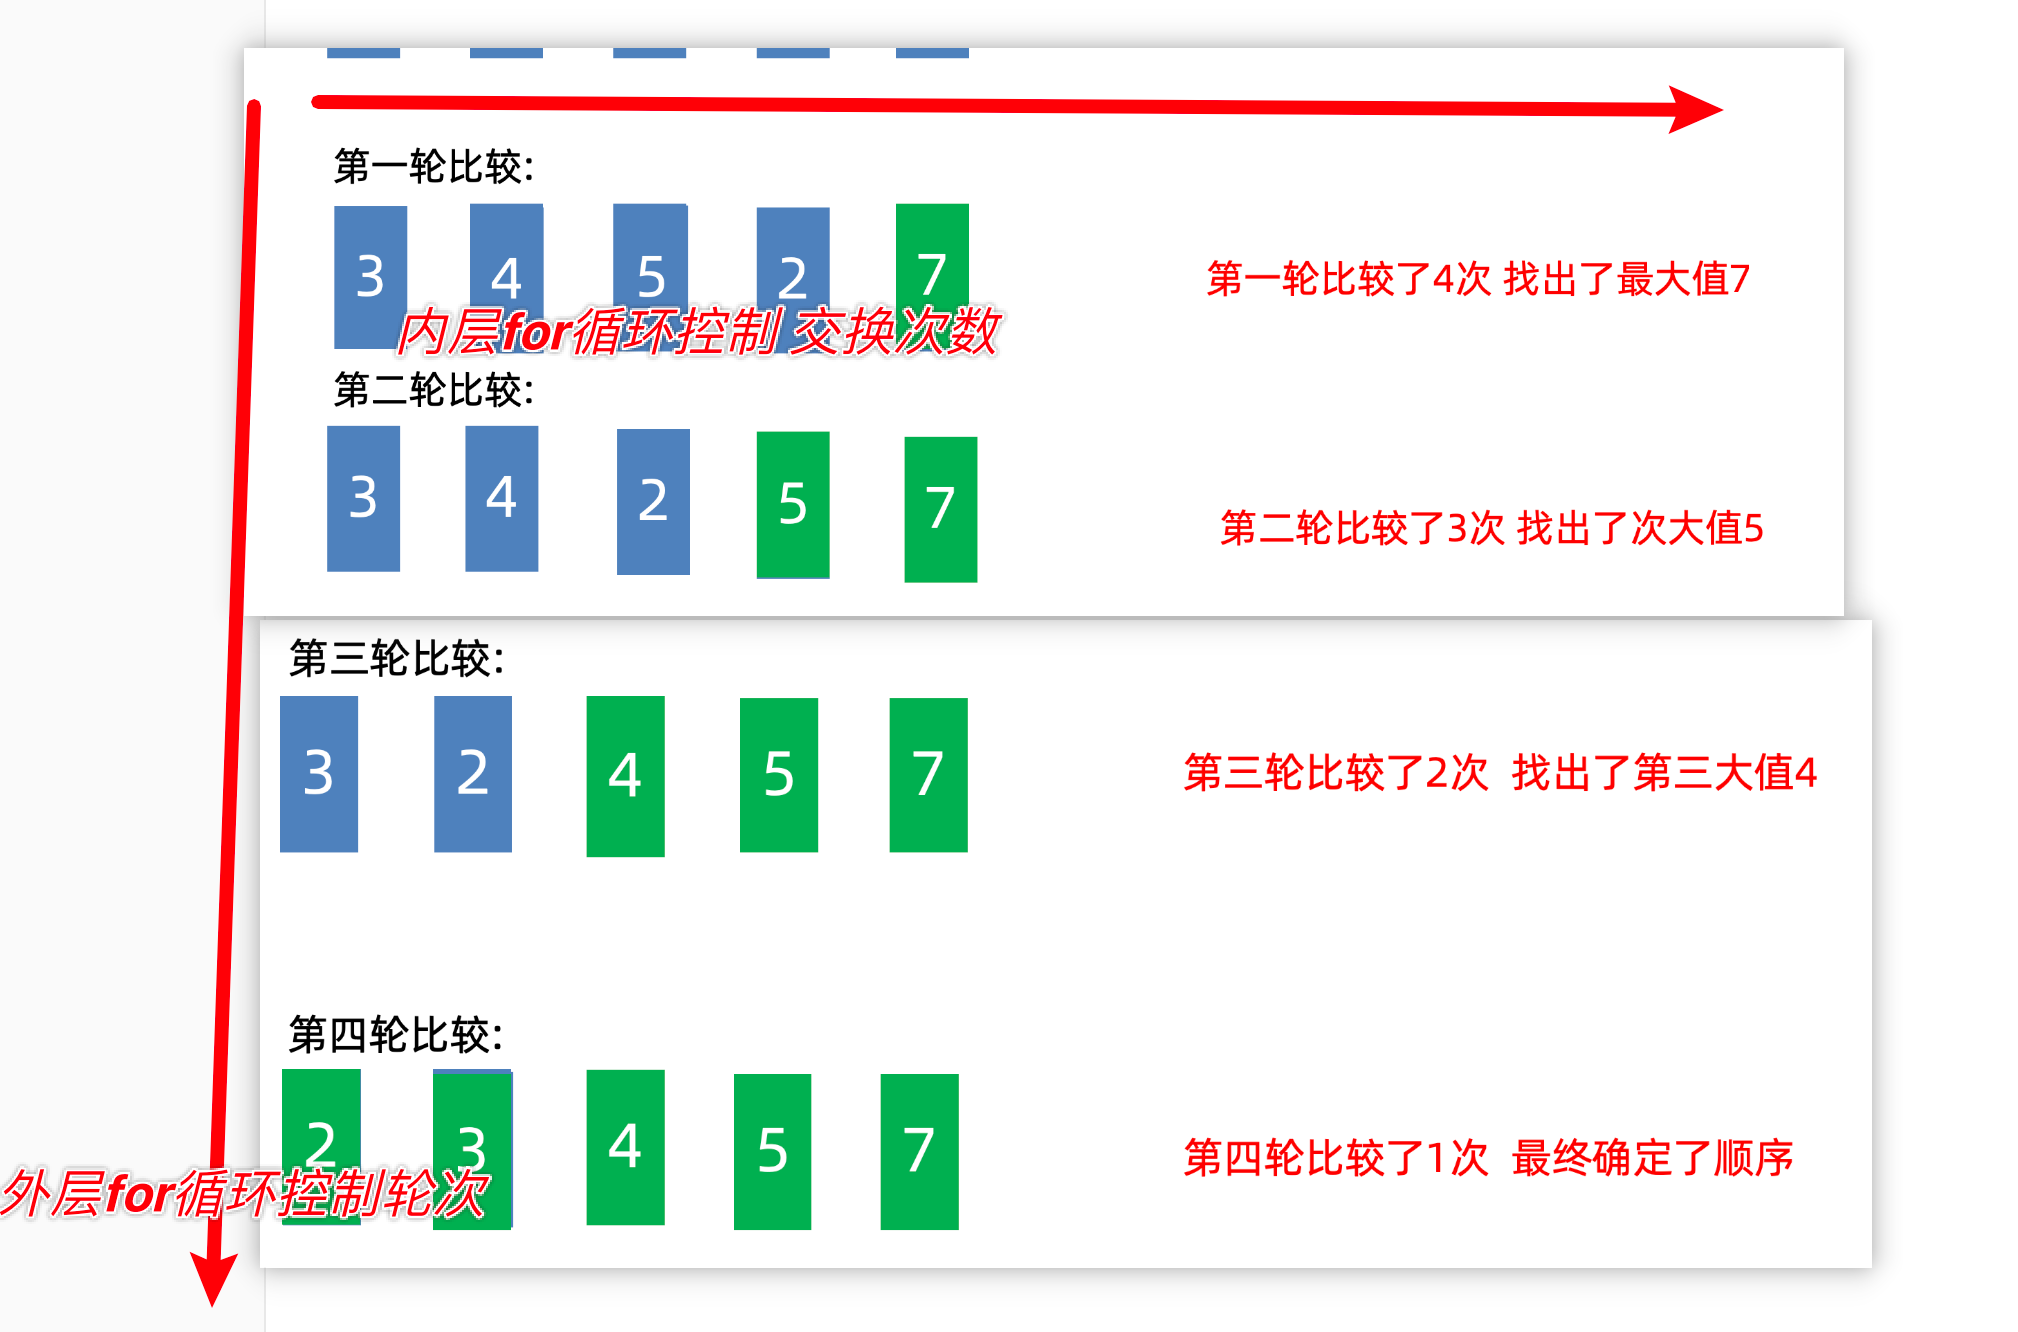 第一轮比较:
3 4 5 2 7
第一轮比较了4次 找出了最大值7
内层for循环控制 交换次数
第二轮比较:
3 4 2 5 7
第二轮比较了3次 找出了次大值5
第三轮比较:
3 2 4 5 7
第三轮比较了2次 找出了第三大值4
第四轮比较:
2 3 4 5 7
第四轮比较了1次 最终确定了顺序
外层for循环控制轮次